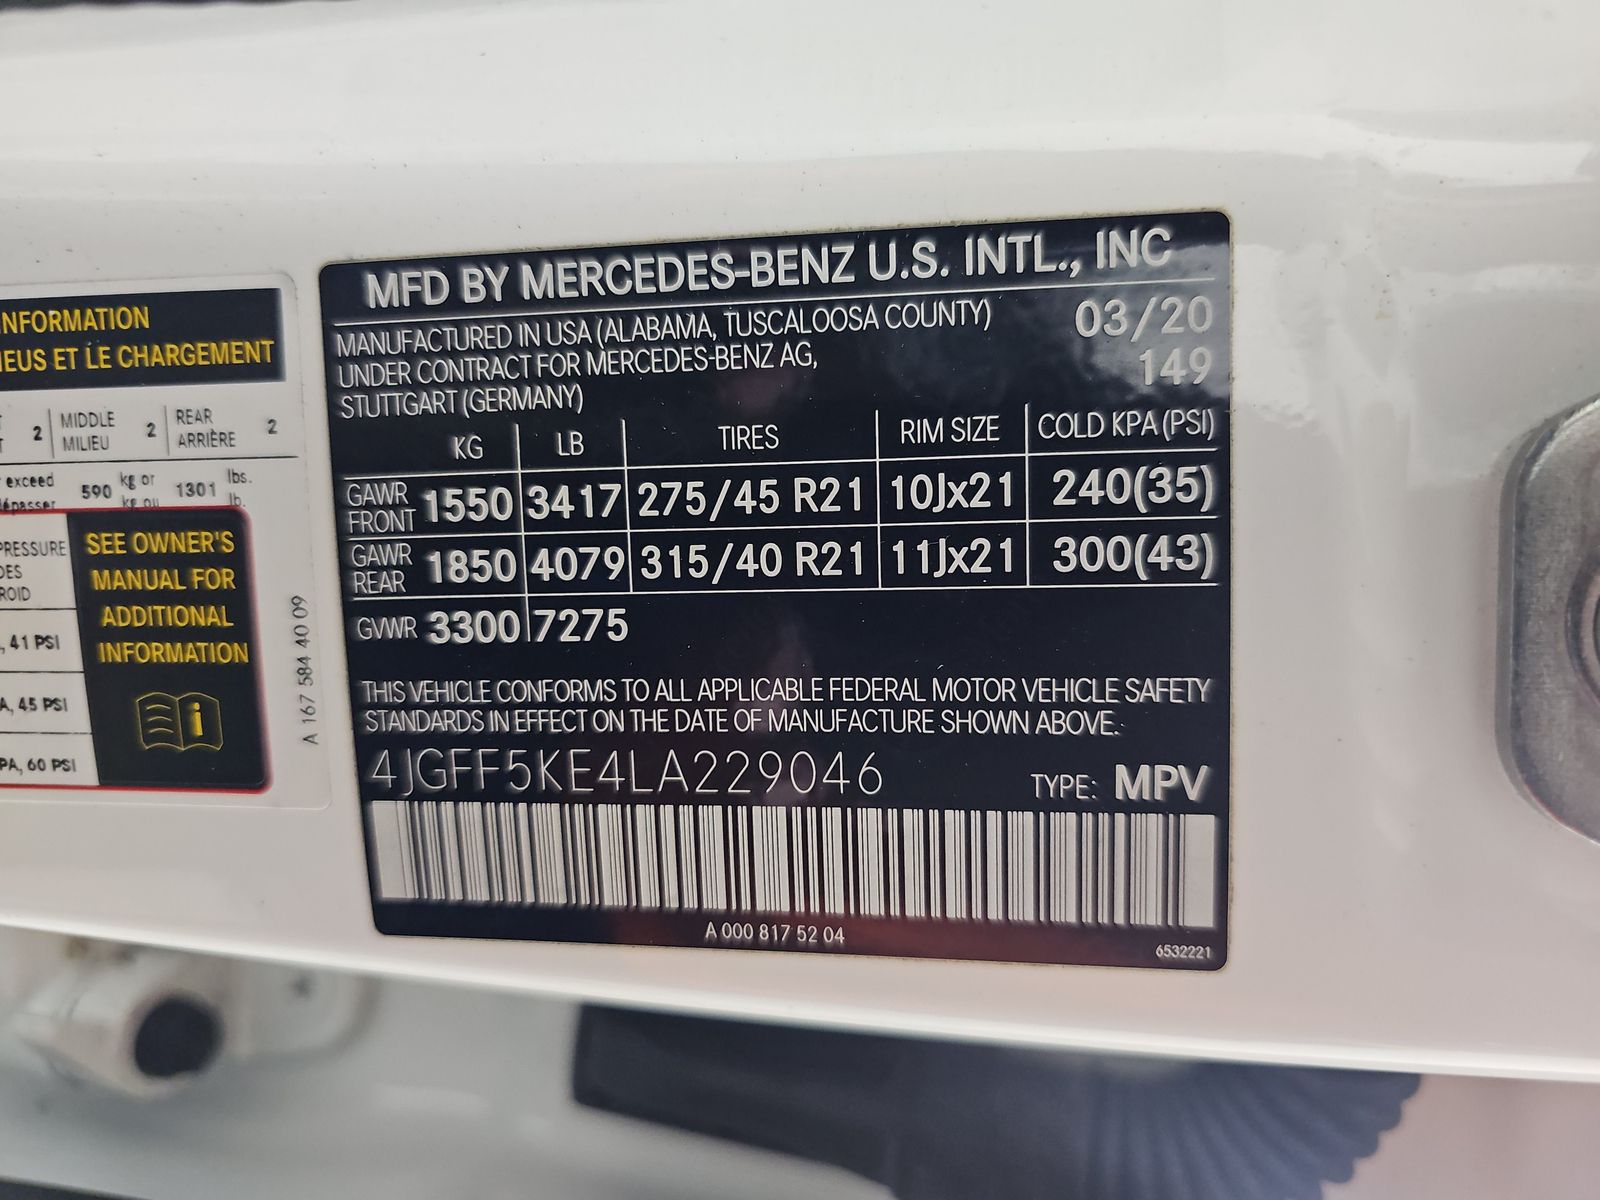 INFORMATION
NEUS ET LE CHARGEMENT
2 MIDDLE MILIEU 2 REAR ARRIÈRE 2
exceed 590 kg or 1301 lbs.
dépasser kg ou lb.
PRESSURE
DES
ROID
41 PSI
45 PSI
PA, 60 PSI
SEE OWNER'S
MANUAL FOR
ADDITIONAL
INFORMATION
A 167 584 40 09
MFD BY MERCEDES-BENZ U.S. INTL., INC
MANUFACTURED IN USA (ALABAMA, TUSCALOOSA COUNTY) 03/20
UNDER CONTRACT FOR MERCEDES-BENZ AG, 149
STUTTGART (GERMANY)
KG LB TIRES RIM SIZE COLD KPA (PSI)
GAWR FRONT 1550 3417 275/45 R21 10Jx21 240(35)
GAWR REAR 1850 4079 315/40 R21 11Jx21 300(43)
GVWR 3300 7275
THIS VEHICLE CONFORMS TO ALL APPLICABLE FEDERAL MOTOR VEHICLE SAFETY
STANDARDS IN EFFECT ON THE DATE OF MANUFACTURE SHOWN ABOVE.
4JGFF5KE4LA229046 TYPE: MPV
A 000 817 52 04
6532221